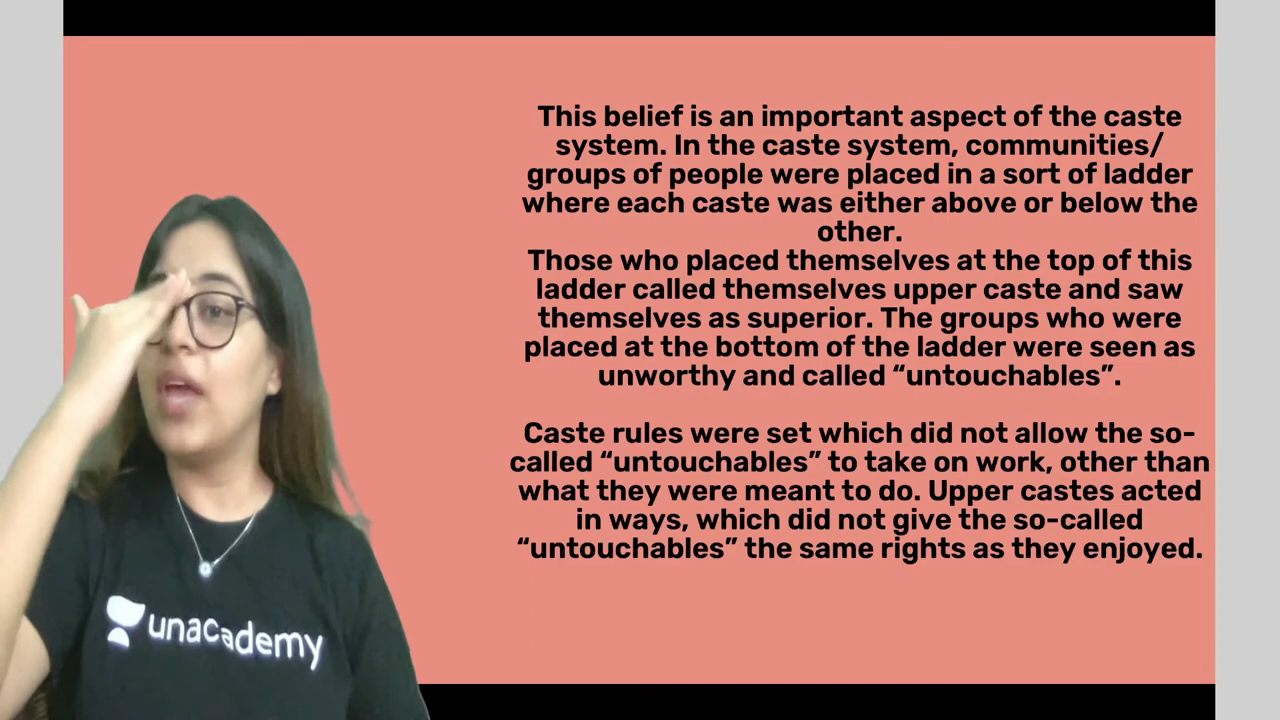 This belief is an important aspect of the caste
system. In the caste system, communities/
groups of people were placed in a sort of ladder
where each caste was either above or below the
other.
Those who placed themselves at the top of this
ladder called themselves upper caste and saw
themselves as superior. The groups who were
placed at the bottom of the ladder were seen as
unworthy and called “untouchables”.
Caste rules were set which did not allow the so-
called “untouchables” to take on work, other than
what they were meant to do. Upper castes acted
in ways, which did not give the so-called
“untouchables” the same rights as they enjoyed.
unacademy